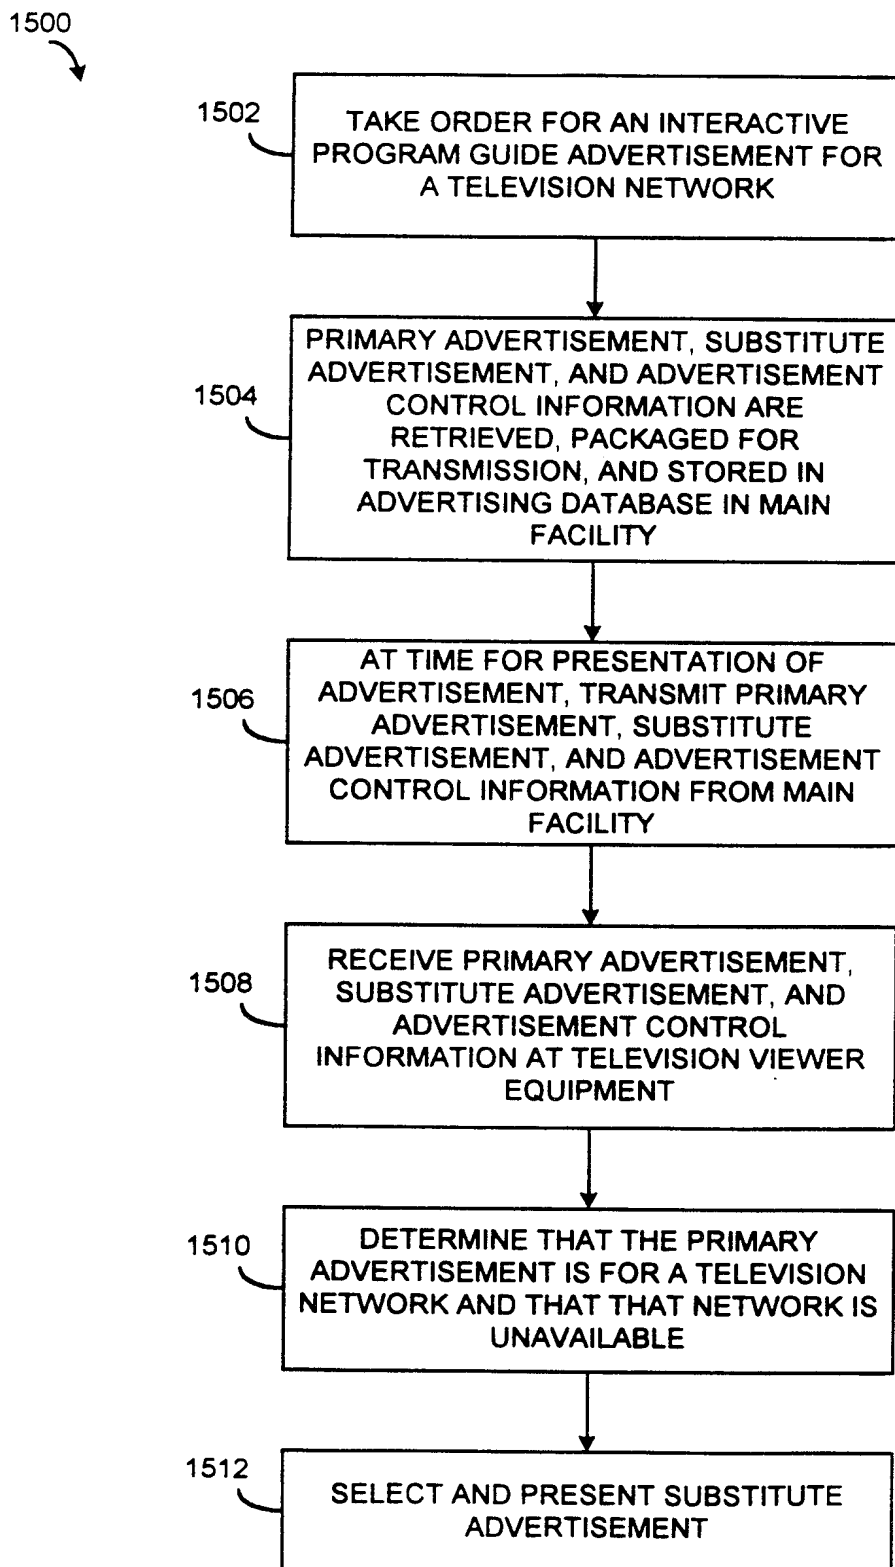 1500
1502
TAKE ORDER FOR AN INTERACTIVE
PROGRAM GUIDE ADVERTISEMENT FOR
A TELEVISION NETWORK
1504
PRIMARY ADVERTISEMENT, SUBSTITUTE
ADVERTISEMENT, AND ADVERTISEMENT
CONTROL INFORMATION ARE
RETRIEVED, PACKAGED FOR
TRANSMISSION, AND STORED IN
ADVERTISING DATABASE IN MAIN
FACILITY
1506
AT TIME FOR PRESENTATION OF
ADVERTISEMENT, TRANSMIT PRIMARY
ADVERTISEMENT, SUBSTITUTE
ADVERTISEMENT, AND ADVERTISEMENT
CONTROL INFORMATION FROM MAIN
FACILITY
1508
RECEIVE PRIMARY ADVERTISEMENT,
SUBSTITUTE ADVERTISEMENT, AND
ADVERTISEMENT CONTROL
INFORMATION AT TELEVISION VIEWER
EQUIPMENT
1510
DETERMINE THAT THE PRIMARY
ADVERTISEMENT IS FOR A TELEVISION
NETWORK AND THAT THAT NETWORK IS
UNAVAILABLE
1512
SELECT AND PRESENT SUBSTITUTE
ADVERTISEMENT